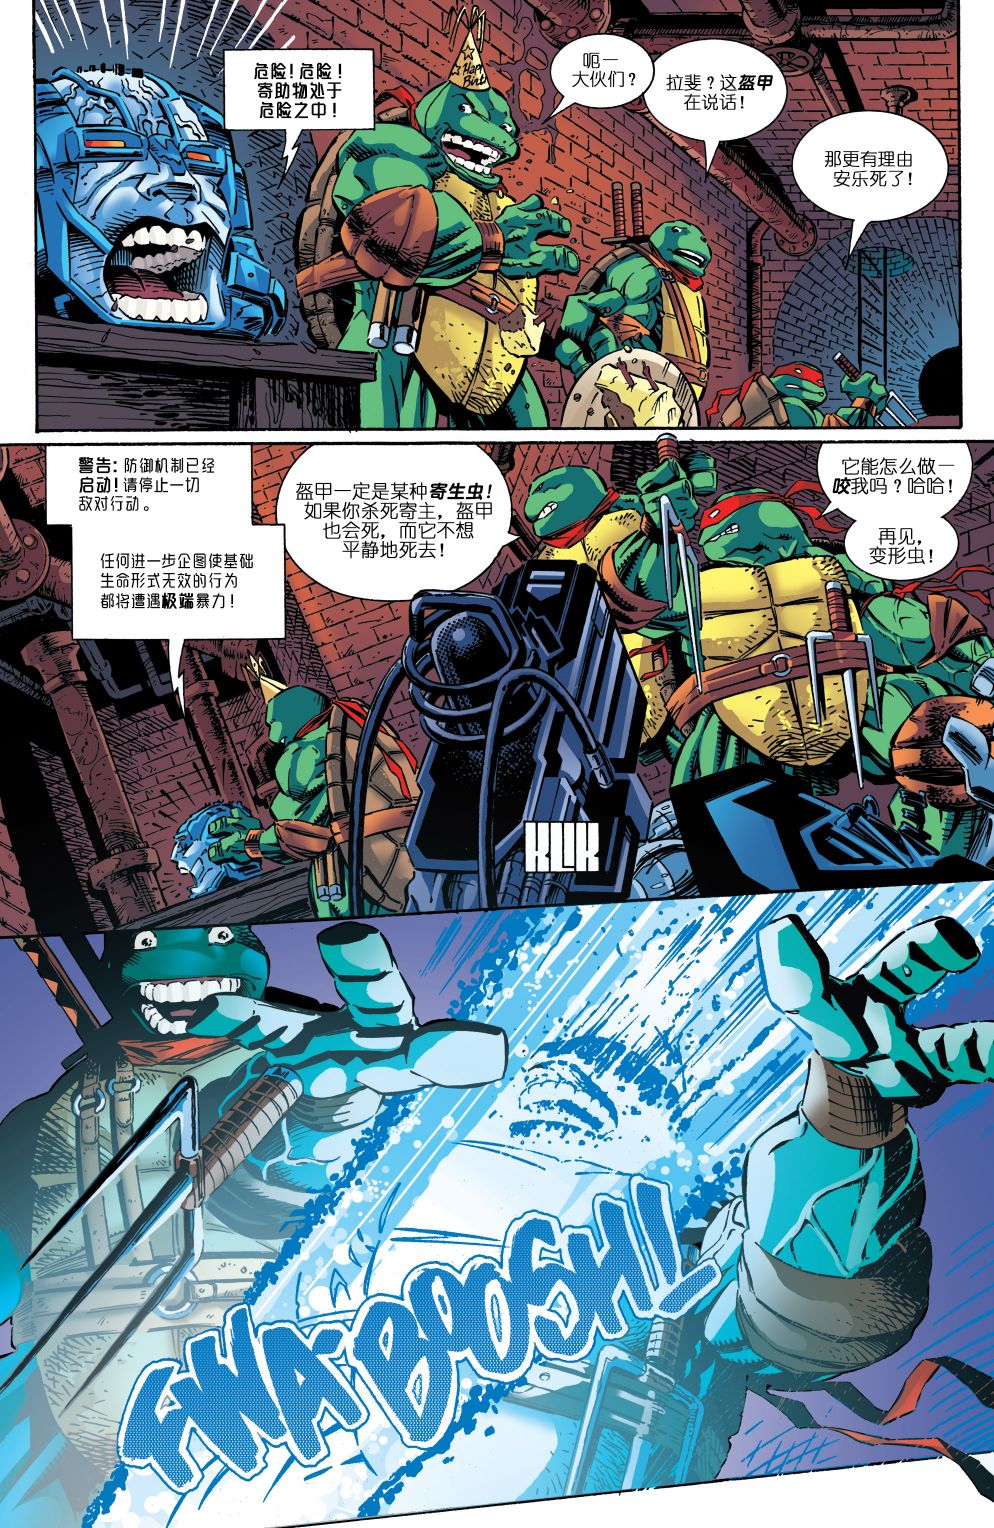 危险！危险！
寄助物处于
危险之中！
Happ
Birt
呃一
大伙们？
拉斐？这盔甲
在说话！
那更有理由
安乐死了！
警告：防御机制已经
启动！请停止一切
敌对行动。
任何进一步企图使基础
生命形式无效的行为
都将遭遇极端暴力！
盔甲一定是某种寄生虫！
如果你杀死寄主，盔甲
也会死，而它不想
平静地死去！
它能怎么做一
咬我吗？哈哈！
再见，
变形虫！
KLIK
FWA-BOOSH!